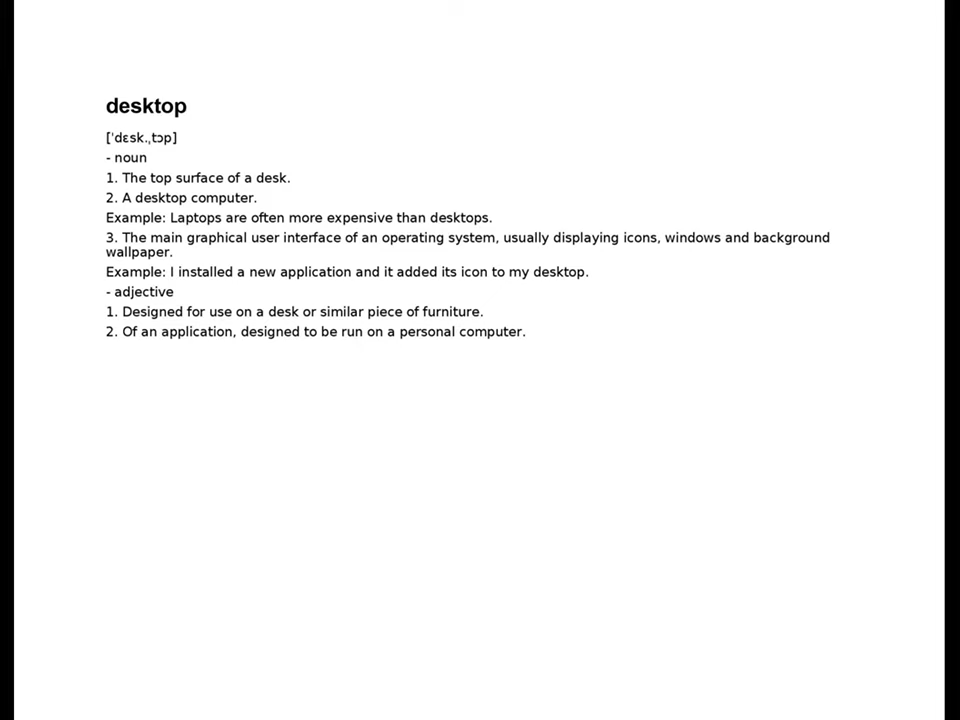 desktop
[ˈdɛsk.ˌtɔp]
- noun
1. The top surface of a desk.
2. A desktop computer.
Example: Laptops are often more expensive than desktops.
3. The main graphical user interface of an operating system, usually displaying icons, windows and background
wallpaper.
Example: I installed a new application and it added its icon to my desktop.
- adjective
1. Designed for use on a desk or similar piece of furniture.
2. Of an application, designed to be run on a personal computer.